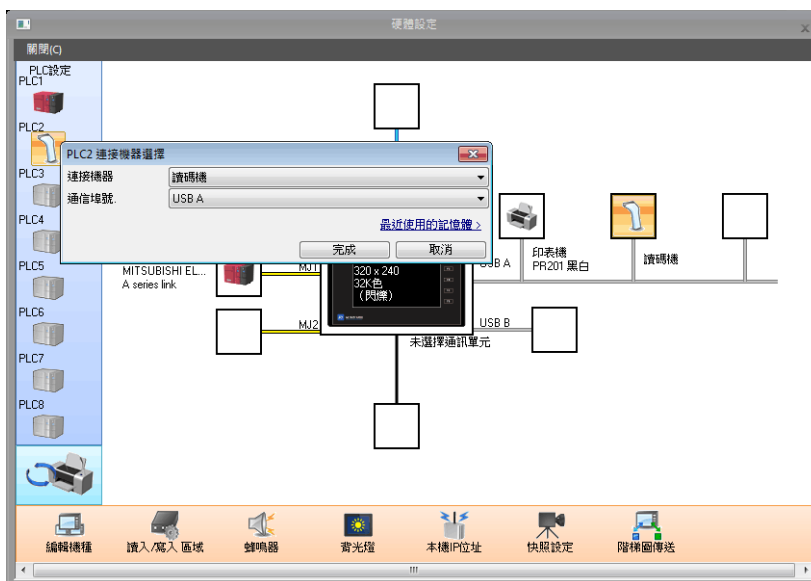 硬體設定
關閉(C)
PLC設定
PLC1
PLC2
PLC2 連接機器選擇
連接機器
讀碼機
通信埠號.
USB A
最近使用的記憶體 >
完成
取消
PLC3
PLC4
PLC5
PLC6
PLC7
PLC8
MITSUBISHI EL...
A series link
MJ1
320 x 240
32K色
(閃爍)
USB A
印表機
PR201 黑白
讀碼機
MJ2
USB B
未選擇通訊單元
編輯機種
讀入/寫入 區域
蜂鳴器
背光燈
本機IP位址
快照設定
階梯圖傳送